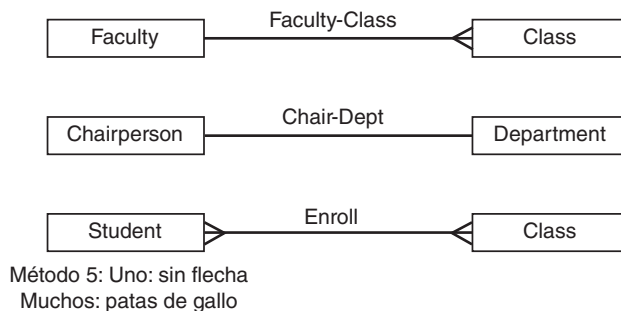 Faculty-Class
Faculty
Class
Chair-Dept
Chairperson
Department
Enroll
Student
Class
Método 5: Uno: sin flecha
Muchos: patas de gallo